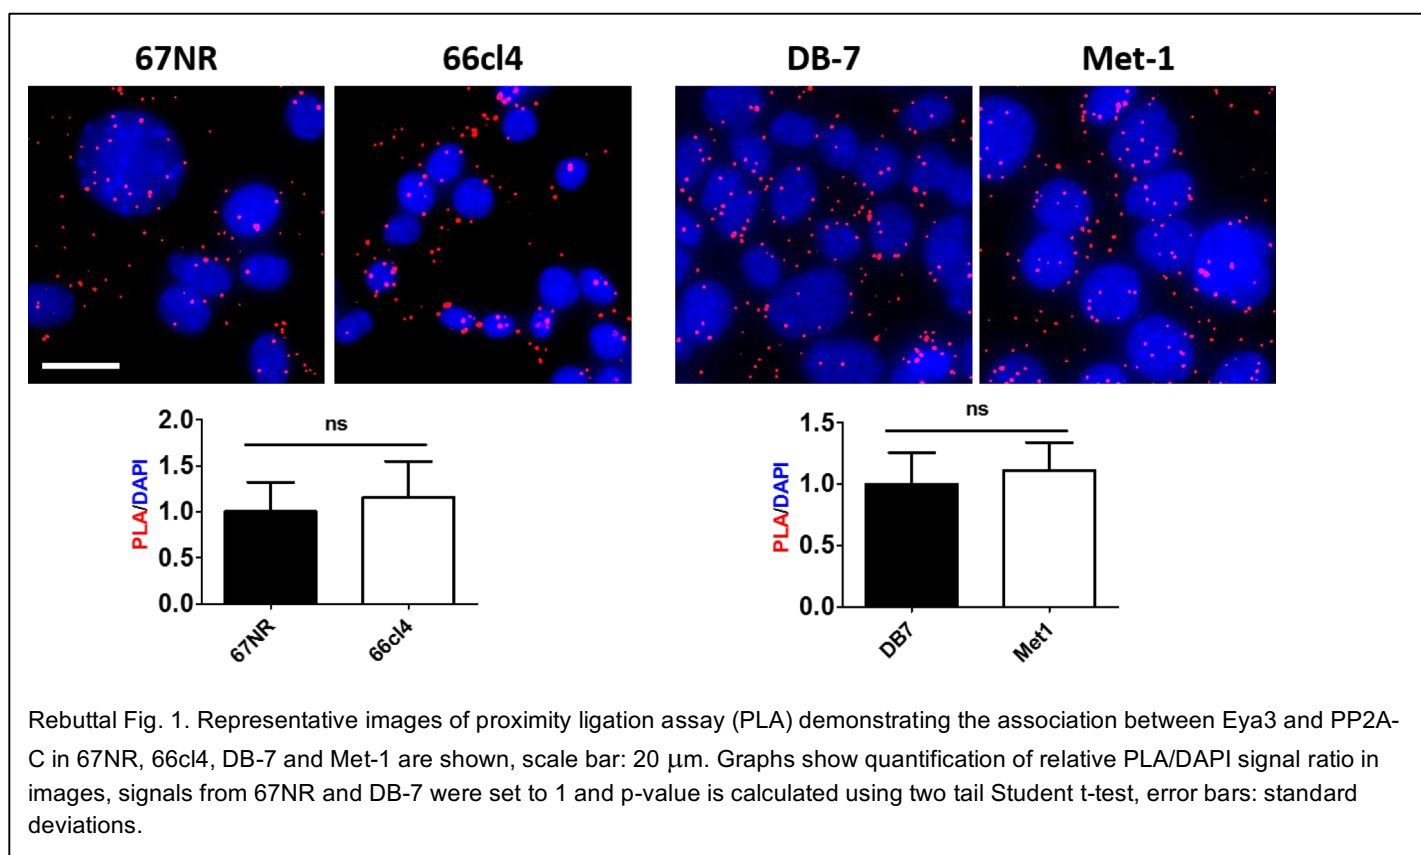 67NR 66cl4 DB-7 Met-1
ns
2.0
1.5
1.0
0.5
0.0
PLA/DAPI
67NR 66cl4
ns
1.5
1.0
0.5
0.0
PLA/DAPI
DB7 Met1
Rebuttal Fig. 1. Representative images of proximity ligation assay (PLA) demonstrating the association between Eya3 and PP2A-
C in 67NR, 66cl4, DB-7 and Met-1 are shown, scale bar: 20 μm. Graphs show quantification of relative PLA/DAPI signal ratio in
images, signals from 67NR and DB-7 were set to 1 and p-value is calculated using two tail Student t-test, error bars: standard
deviations.